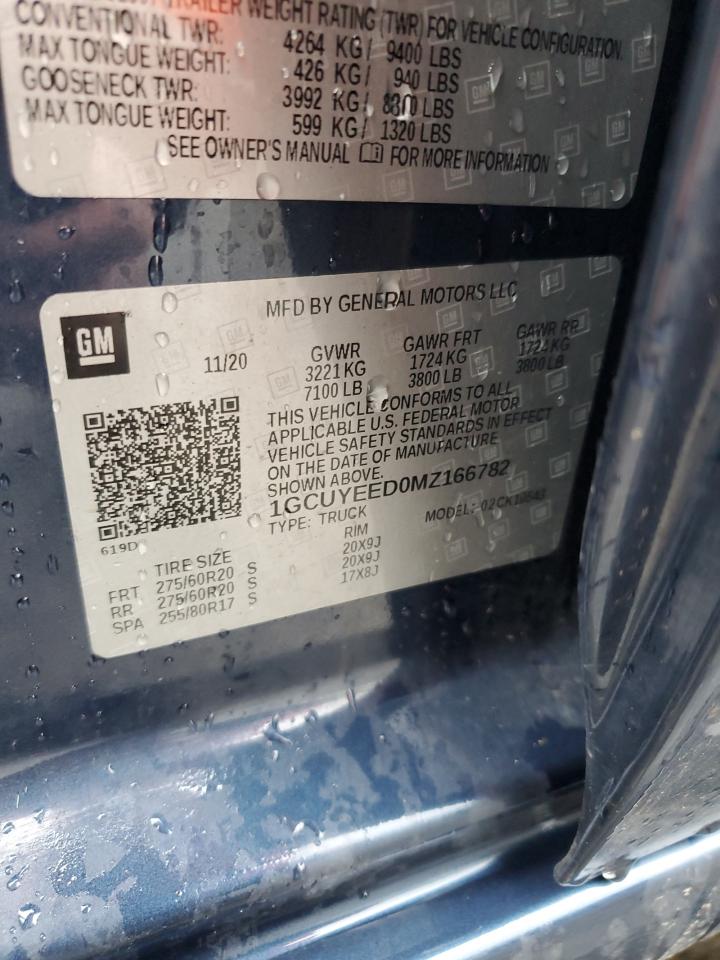 TRAILER WEIGHT RATING (TWR) FOR VEHICLE CONFIGURATION.
CONVENTIONAL TWR: 4264 KG / 9400 LBS
MAX TONGUE WEIGHT: 426 KG / 940 LBS
GOOSENECK TWR: 3992 KG / 8800 LBS
MAX TONGUE WEIGHT: 599 KG / 1320 LBS
SEE OWNER'S MANUAL FOR MORE INFORMATION
MFD BY GENERAL MOTORS LLC
GM
11/20
GVWR GAWR FRT GAWR RR
3221 KG 1724 KG 1724 KG
7100 LB 3800 LB 3800 LB
THIS VEHICLE CONFORMS TO ALL
APPLICABLE U.S. FEDERAL MOTOR
VEHICLE SAFETY STANDARDS IN EFFECT
ON THE DATE OF MANUFACTURE
SHOWN ABOVE.
1GCUYEED0MZ166782
TYPE: TRUCK MODEL:
619D
TIRE SIZE RIM
FRT 275/60R20 S 20X9J
RR 275/60R20 S 20X9J
SPA 255/80R17 S 17X8J